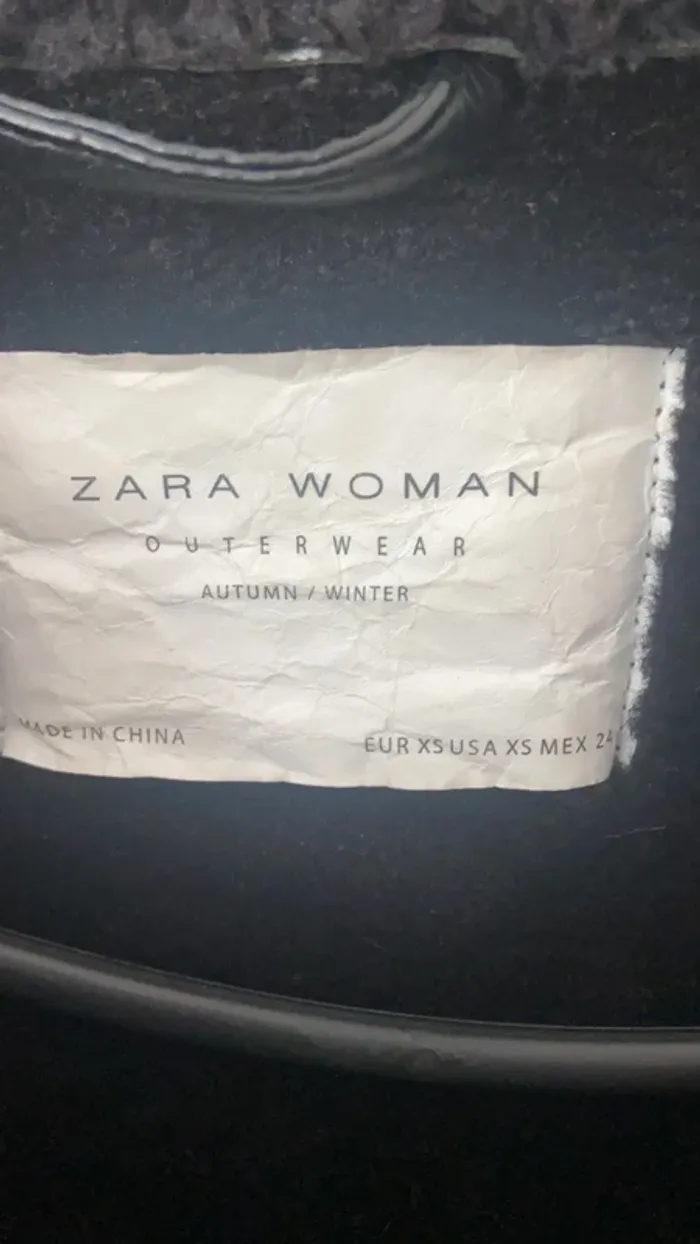 ZARA WOMAN
OUTERWEAR
AUTUMN / WINTER
MADE IN CHINA
EUR XS USA XS MEX 24